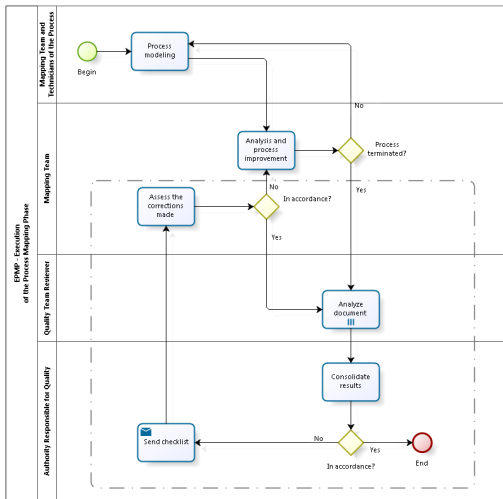 EPMP - Execution
of the Process Mapping Phase
Mapping Team and
Technicians of the Process
Begin
Process
modeling
No
Mapping Team
Analysis and
process
improvement
Process
terminated?
Yes
Assess the
corrections
made
No
In accordance?
Yes
Quality Team Reviewer
Analyze
document
Authority Responsible for Quality
Consolidate
results
Send checklist
No
In accordance?
Yes
End